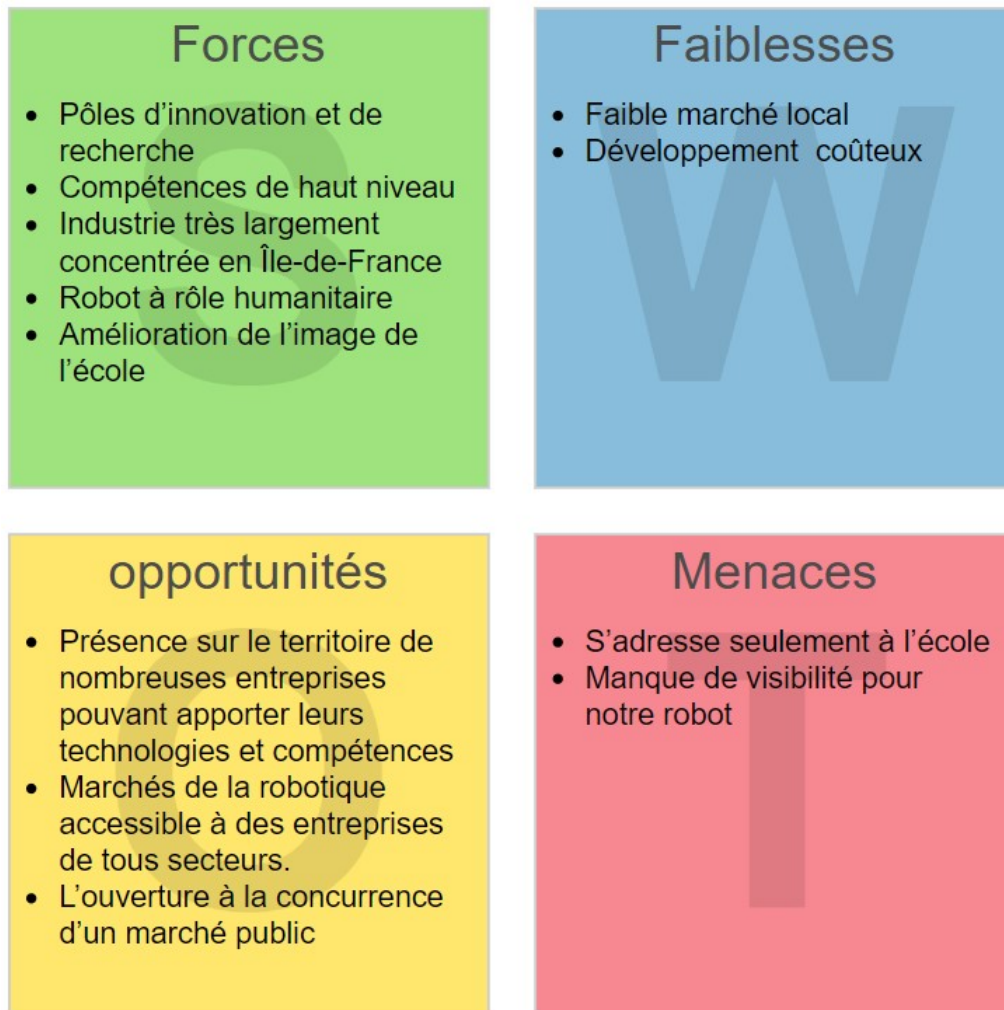 Forces
• Pôles d'innovation et de
recherche
• Compétences de haut niveau
• Industrie très largement
concentrée en Île-de-France
• Robot à rôle humanitaire
• Amélioration de l'image de
l'école
S
Faiblesses
• Faible marché local
• Développement  coûteux
W
opportunités
• Présence sur le territoire de
nombreuses entreprises
pouvant apporter leurs
technologies et compétences
• Marchés de la robotique
accessible à des entreprises
de tous secteurs.
• L'ouverture à la concurrence
d'un marché public
O
Menaces
• S'adresse seulement à l'école
• Manque de visibilité pour
notre robot
T